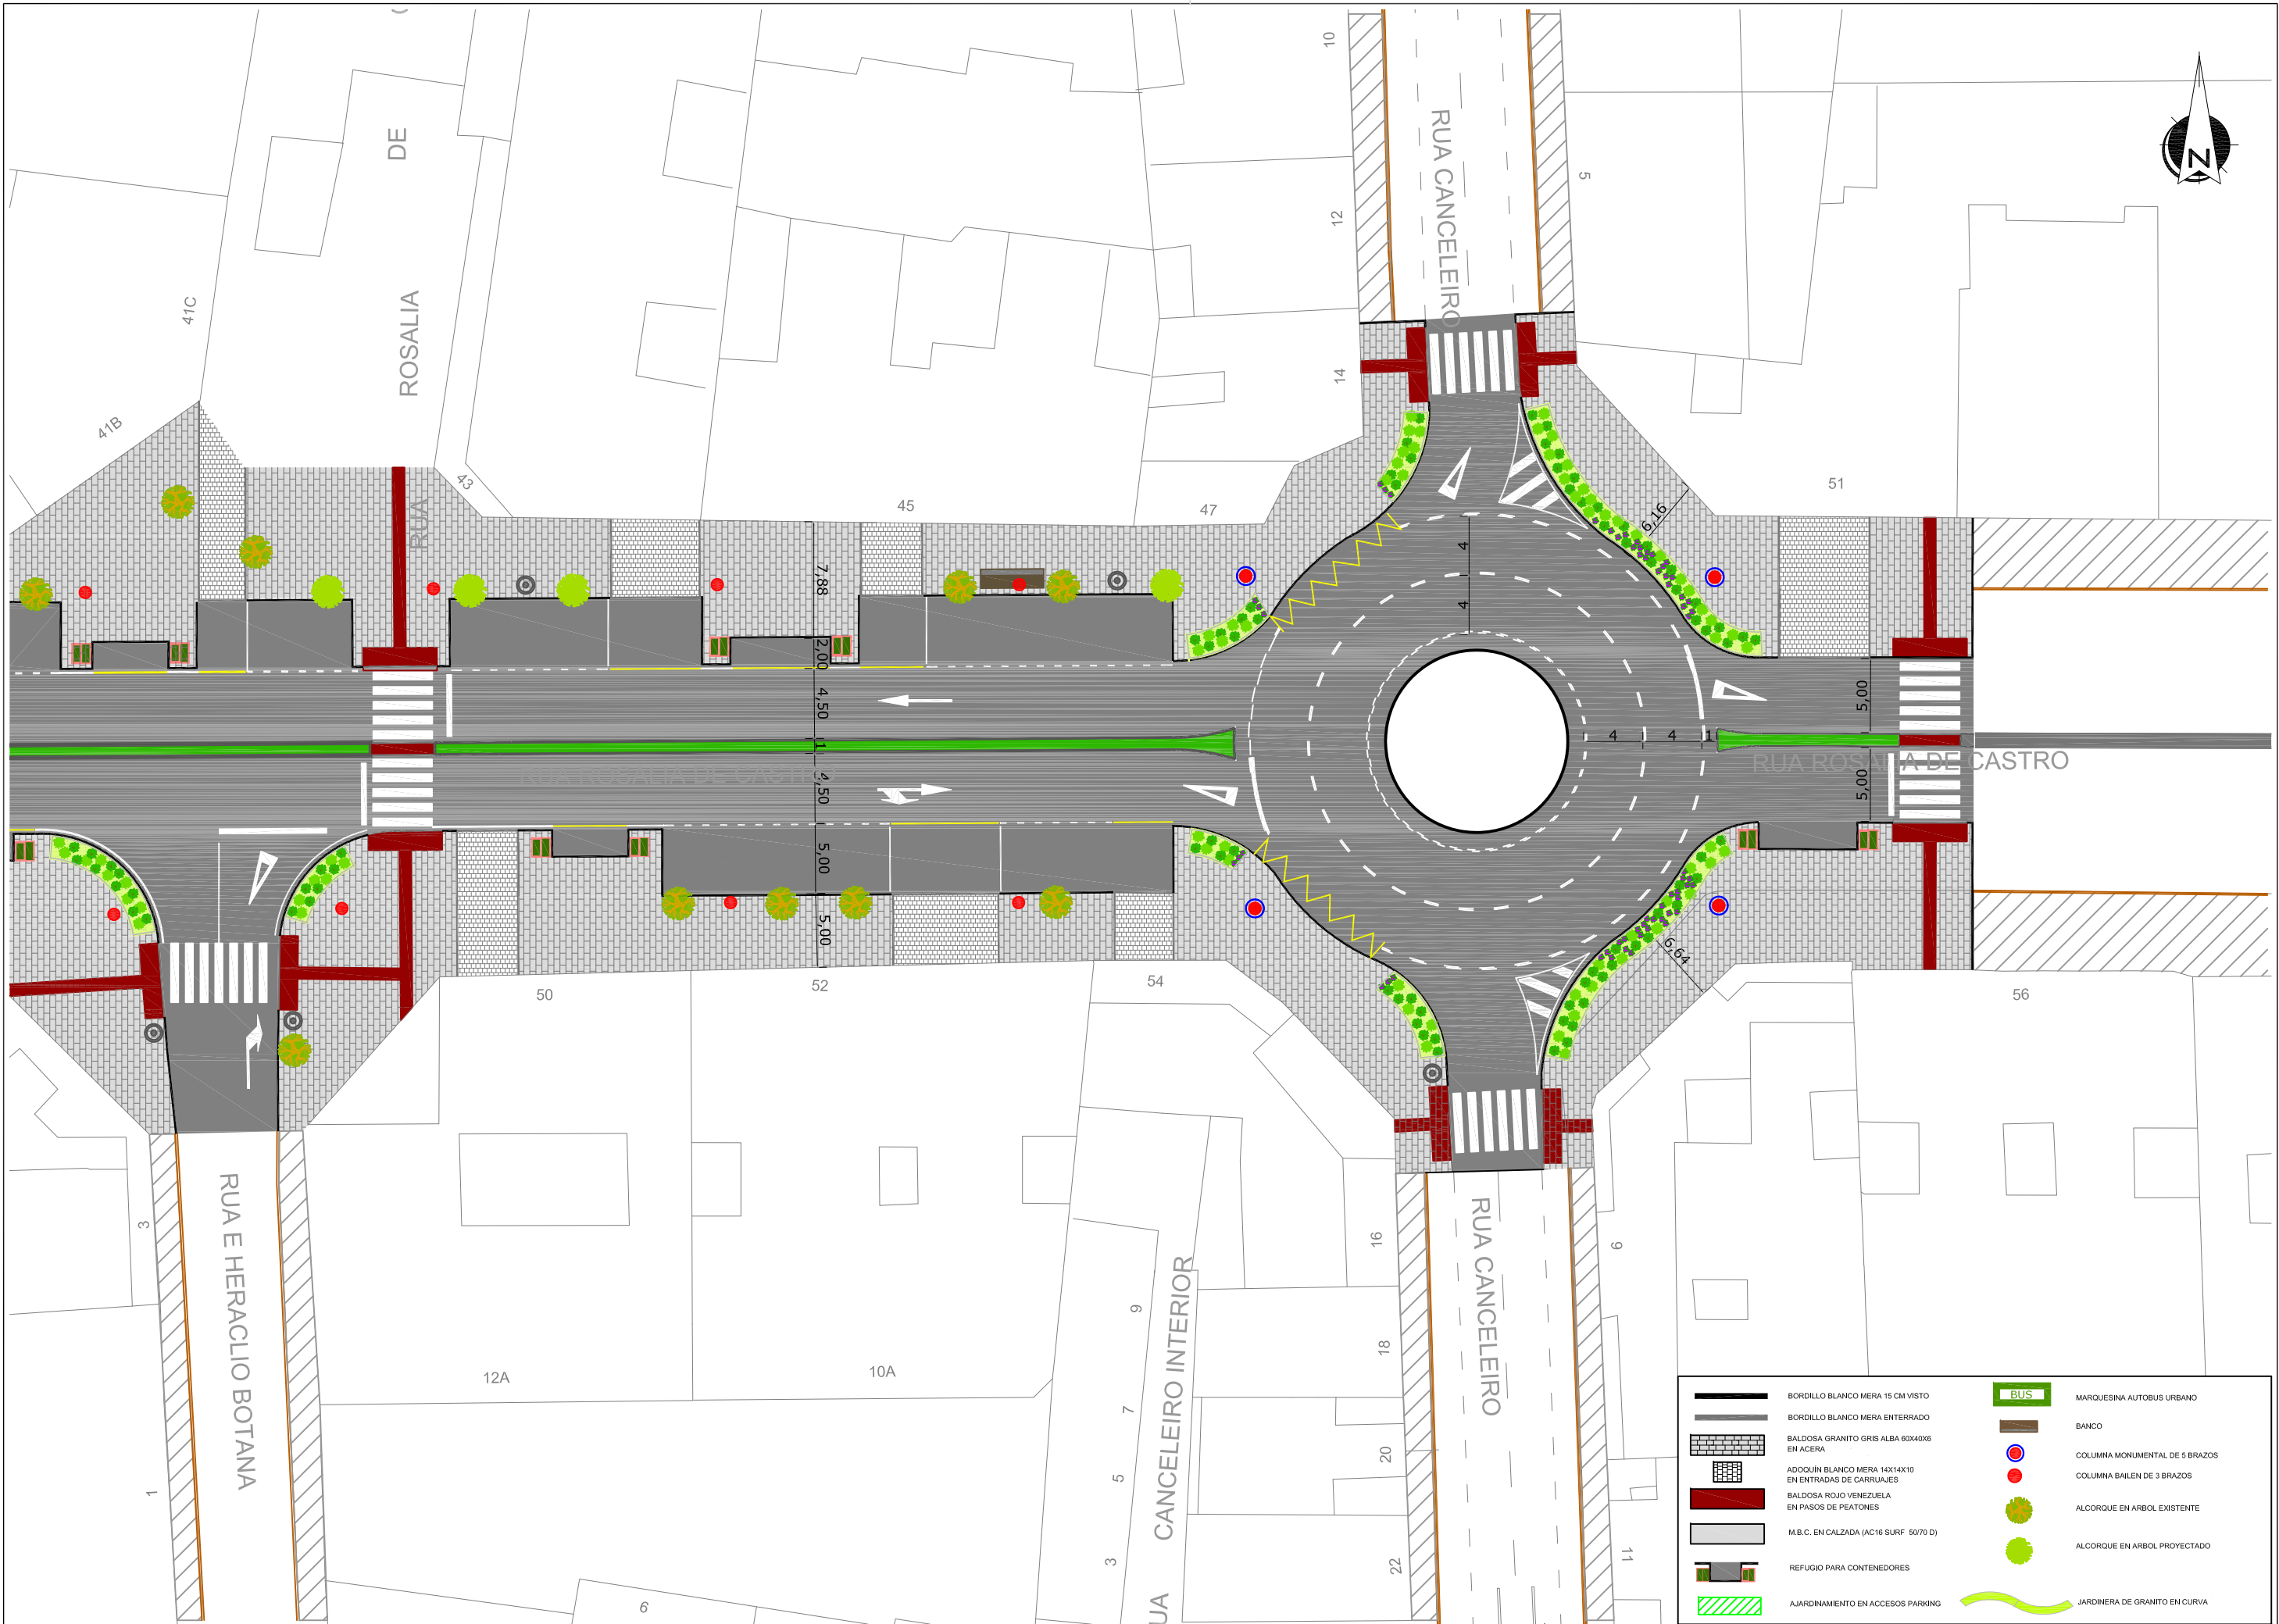 10
DE
RUA CANCELEIRO
N
5
12
41C
ROSALIA
14
41B
43
RUA
45
47
51
6,16
4
4
7,88
2,00
4,50
1
4,50
5,00
5,00
4
4
1
5,00
5,00
RUA ROSALIA DE CASTRO
RUA ROSALIA DE CASTRO
6,64
50
52
54
56
RUA E HERACLIO BOTANA
3
1
12A
10A
9
7
5
3
CANCELEIRO INTERIOR
UA
RUA CANCELEIRO
16
18
20
22
9
11
6
BORDILLO BLANCO MERA 15 CM VISTO
BORDILLO BLANCO MERA ENTERRADO
BALDOSA GRANITO GRIS ALBA 60X40X6
EN ACERA
ADOQUÍN BLANCO MERA 14X14X10
EN ENTRADAS DE CARRUAJES
BALDOSA ROJO VENEZUELA
EN PASOS DE PEATONES
M.B.C. EN CALZADA (AC16 SURF 50/70 D)
REFUGIO PARA CONTENEDORES
AJARDINAMIENTO EN ACCESOS PARKING
BUS
MARQUESINA AUTOBUS URBANO
BANCO
COLUMNA MONUMENTAL DE 5 BRAZOS
COLUMNA BAILEN DE 3 BRAZOS
ALCORQUE EN ARBOL EXISTENTE
ALCORQUE EN ARBOL PROYECTADO
JARDINERA DE GRANITO EN CURVA